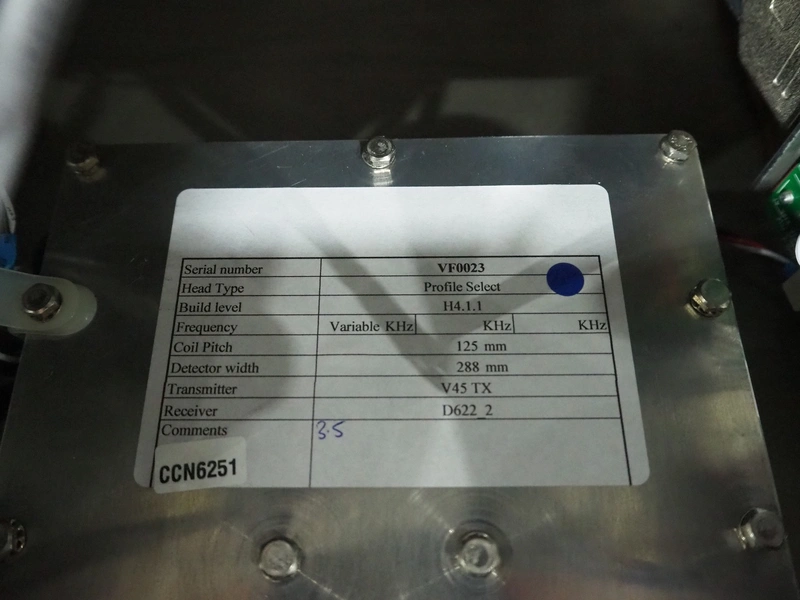 Serial number VF0023
Head Type Profile Select
Build level H4.1.1
Frequency Variable KHz KHz KHz
Coil Pitch 125 mm
Detector width 288 mm
Transmitter V45 TX
Receiver D622_2
Comments 3.5
CCN6251